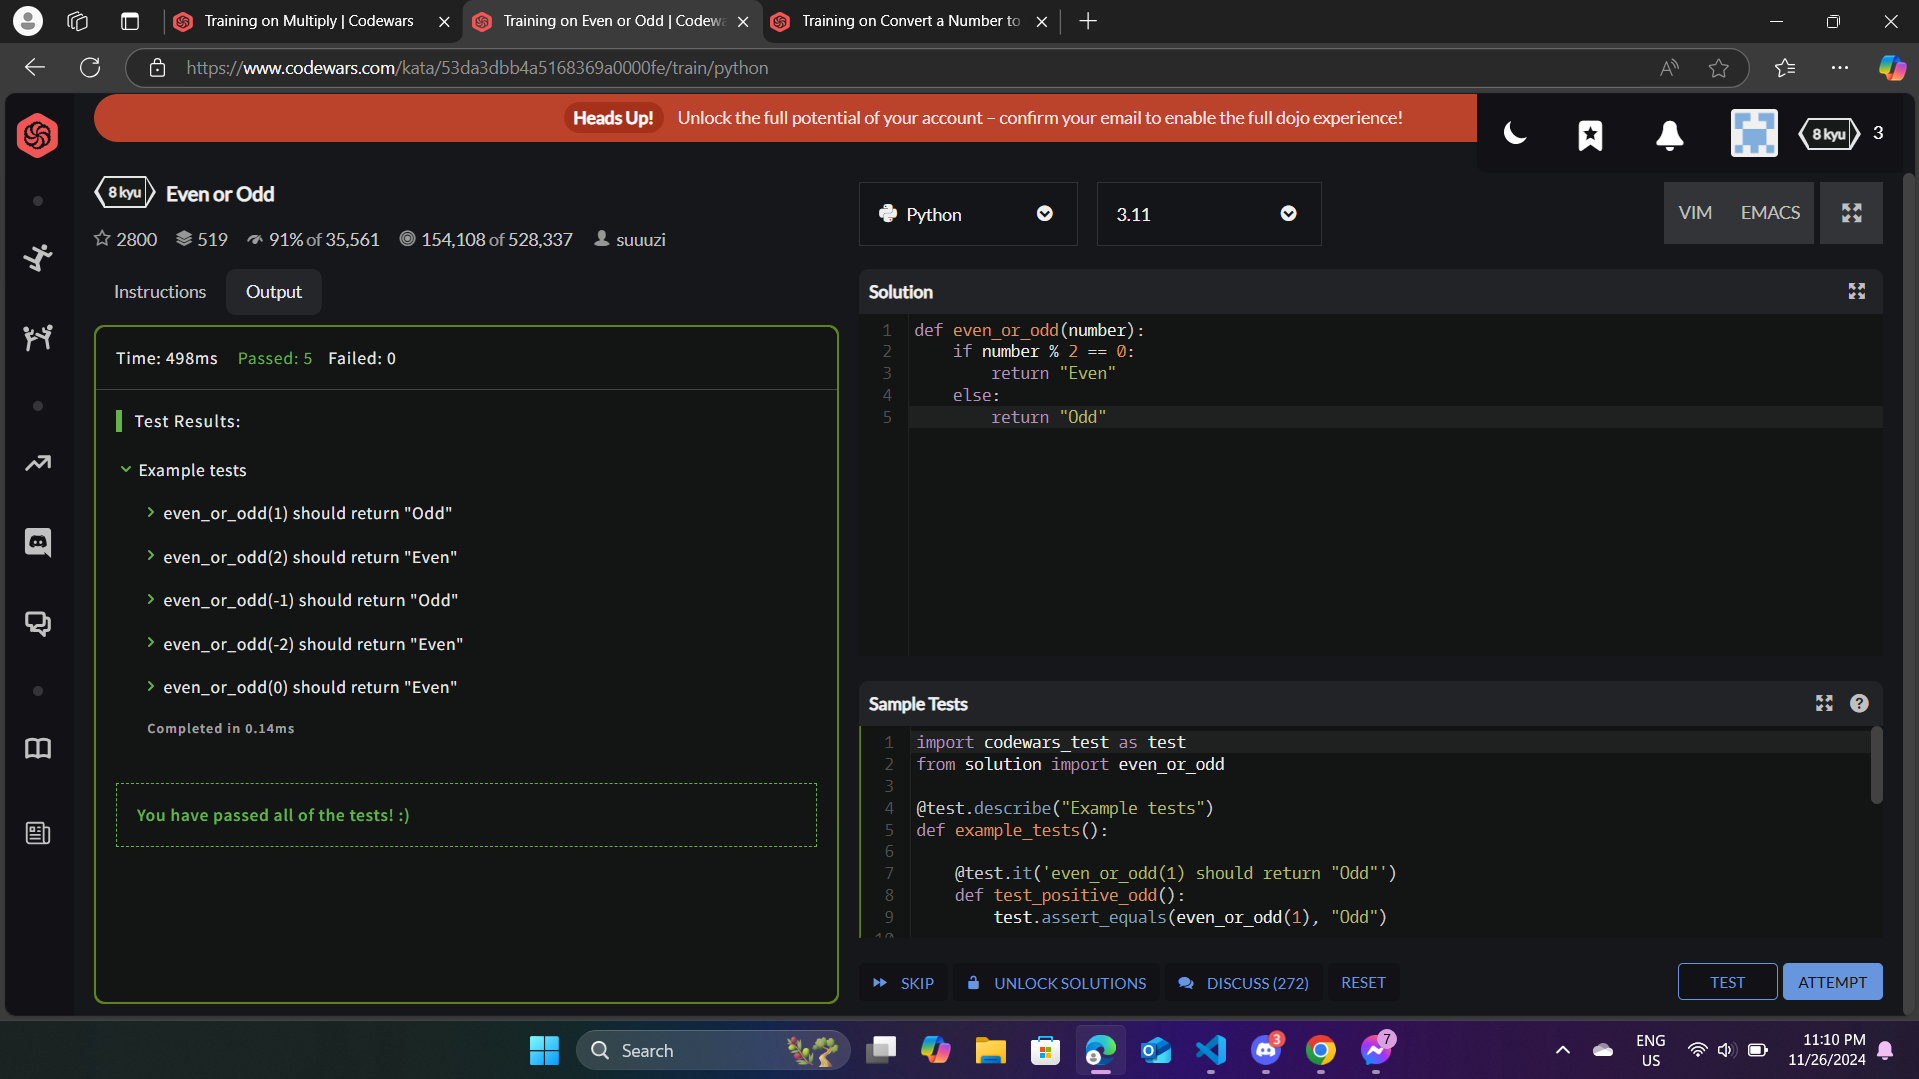 Training on Multiply | Codewars
Training on Even or Odd | Codewa
Training on Convert a Number to
https://www.codewars.com/kata/53da3dbb4a5168369a0000fe/train/python
Heads Up! Unlock the full potential of your account – confirm your email to enable the full dojo experience!
8 kyu 3
8 kyu Even or Odd
2800 519 91% of 35,561 154,108 of 528,337 suuuzi
Python
3.11
VIM EMACS
Instructions Output
Time: 498ms Passed: 5 Failed: 0
Test Results:
Example tests
even_or_odd(1) should return "Odd"
even_or_odd(2) should return "Even"
even_or_odd(-1) should return "Odd"
even_or_odd(-2) should return "Even"
even_or_odd(0) should return "Even"
Completed in 0.14ms
You have passed all of the tests! :)
Solution
1 def even_or_odd(number):
2 if number % 2 == 0:
3 return "Even"
4 else:
5 return "Odd"
Sample Tests
1 import codewars_test as test
2 from solution import even_or_odd
3
4 @test.describe("Example tests")
5 def example_tests():
6
7 @test.it('even_or_odd(1) should return "Odd"')
8 def test_positive_odd():
9 test.assert_equals(even_or_odd(1), "Odd")
10
SKIP UNLOCK SOLUTIONS DISCUSS (272) RESET
TEST ATTEMPT
Search
3
7
ENG
US
11:10 PM
11/26/2024